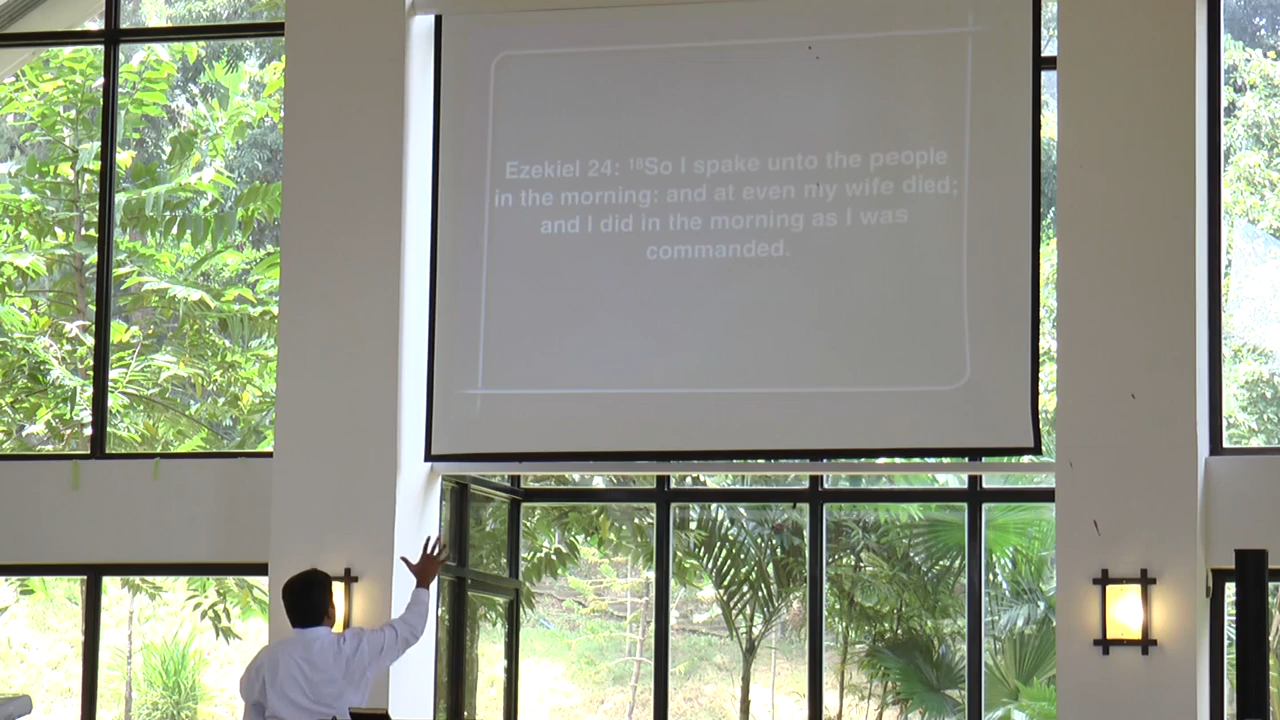 Ezekiel 24: ¹⁸So I spake unto the people
in the morning: and at even my wife died;
and I did in the morning as I was
commanded.